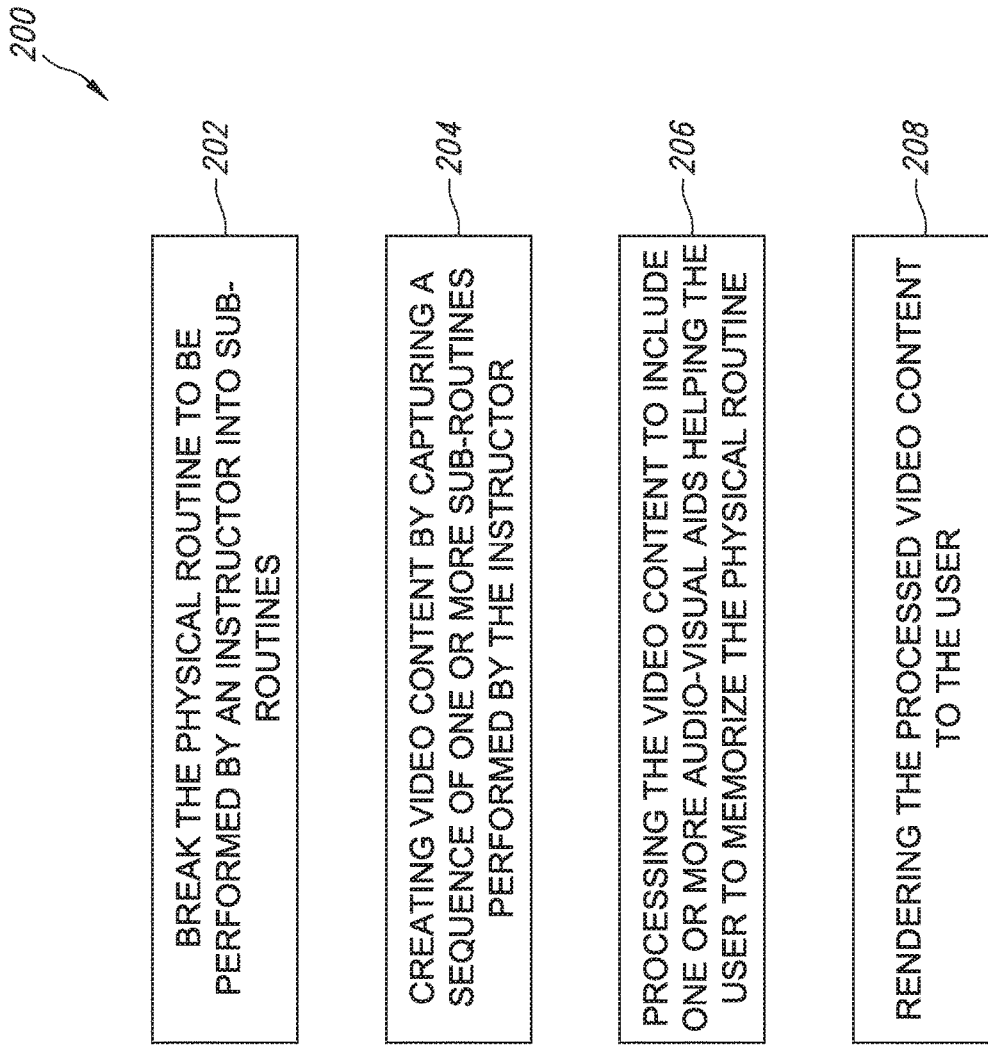 200
BREAK THE PHYSICAL ROUTINE TO BE
PERFORMED BY AN INSTRUCTOR INTO SUB-
ROUTINES
202
CREATING VIDEO CONTENT BY CAPTURING A
SEQUENCE OF ONE OR MORE SUB-ROUTINES
PERFORMED BY THE INSTRUCTOR
204
PROCESSING THE VIDEO CONTENT TO INCLUDE
ONE OR MORE AUDIO-VISUAL AIDS HELPING THE
USER TO MEMORIZE THE PHYSICAL ROUTINE
206
RENDERING THE PROCESSED VIDEO CONTENT
TO THE USER
208